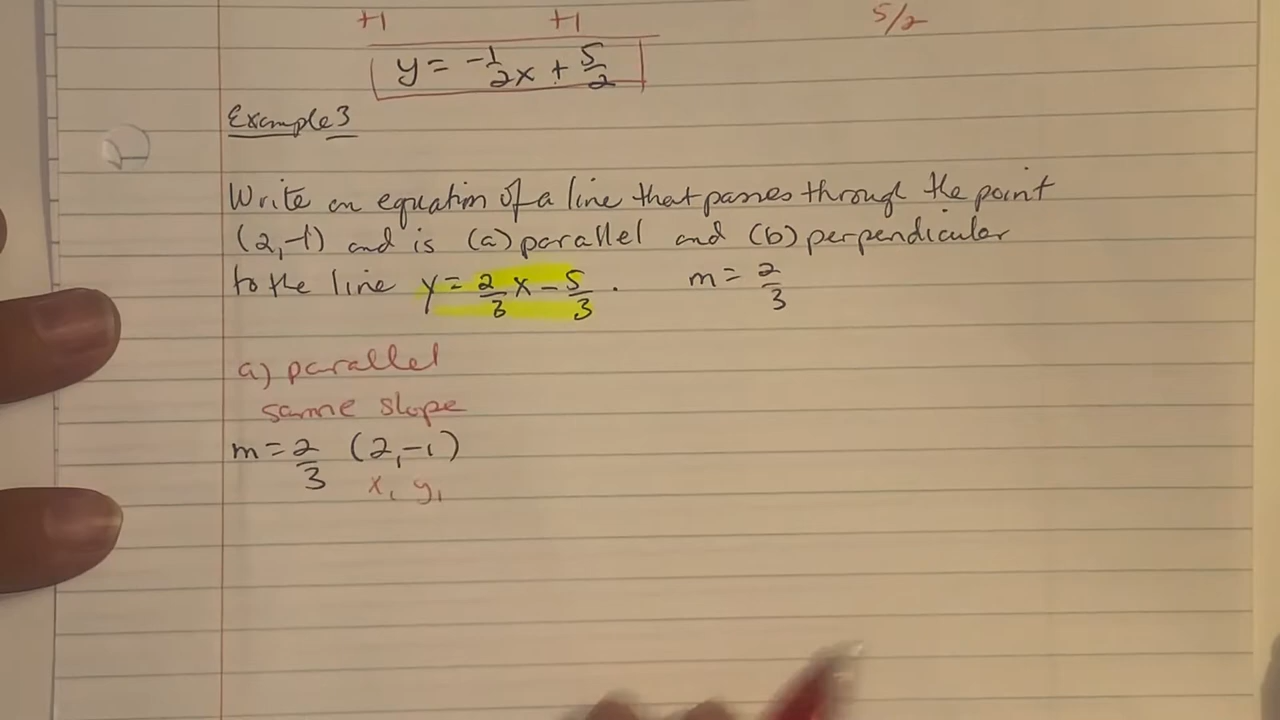 +1 +1 5/2
y = -1/2x + 5/2
Example 3
Write an equation of a line that passes through the point
(2,-1) and is (a) parallel and (b) perpendicular
to the line y = 2/3 x - 5/3 . m = 2/3
a) parallel
same slope
m = 2/3 (2,-1)
x₁ y₁